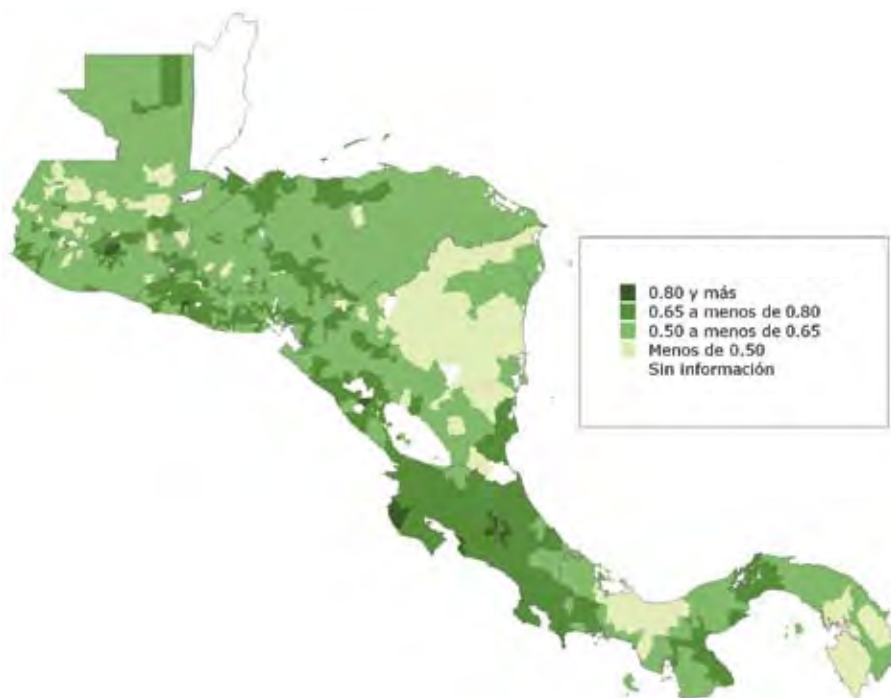 0.80 y más
0.65 a menos de 0.80
0.50 a menos de 0.65
Menos de 0.50
Sin información